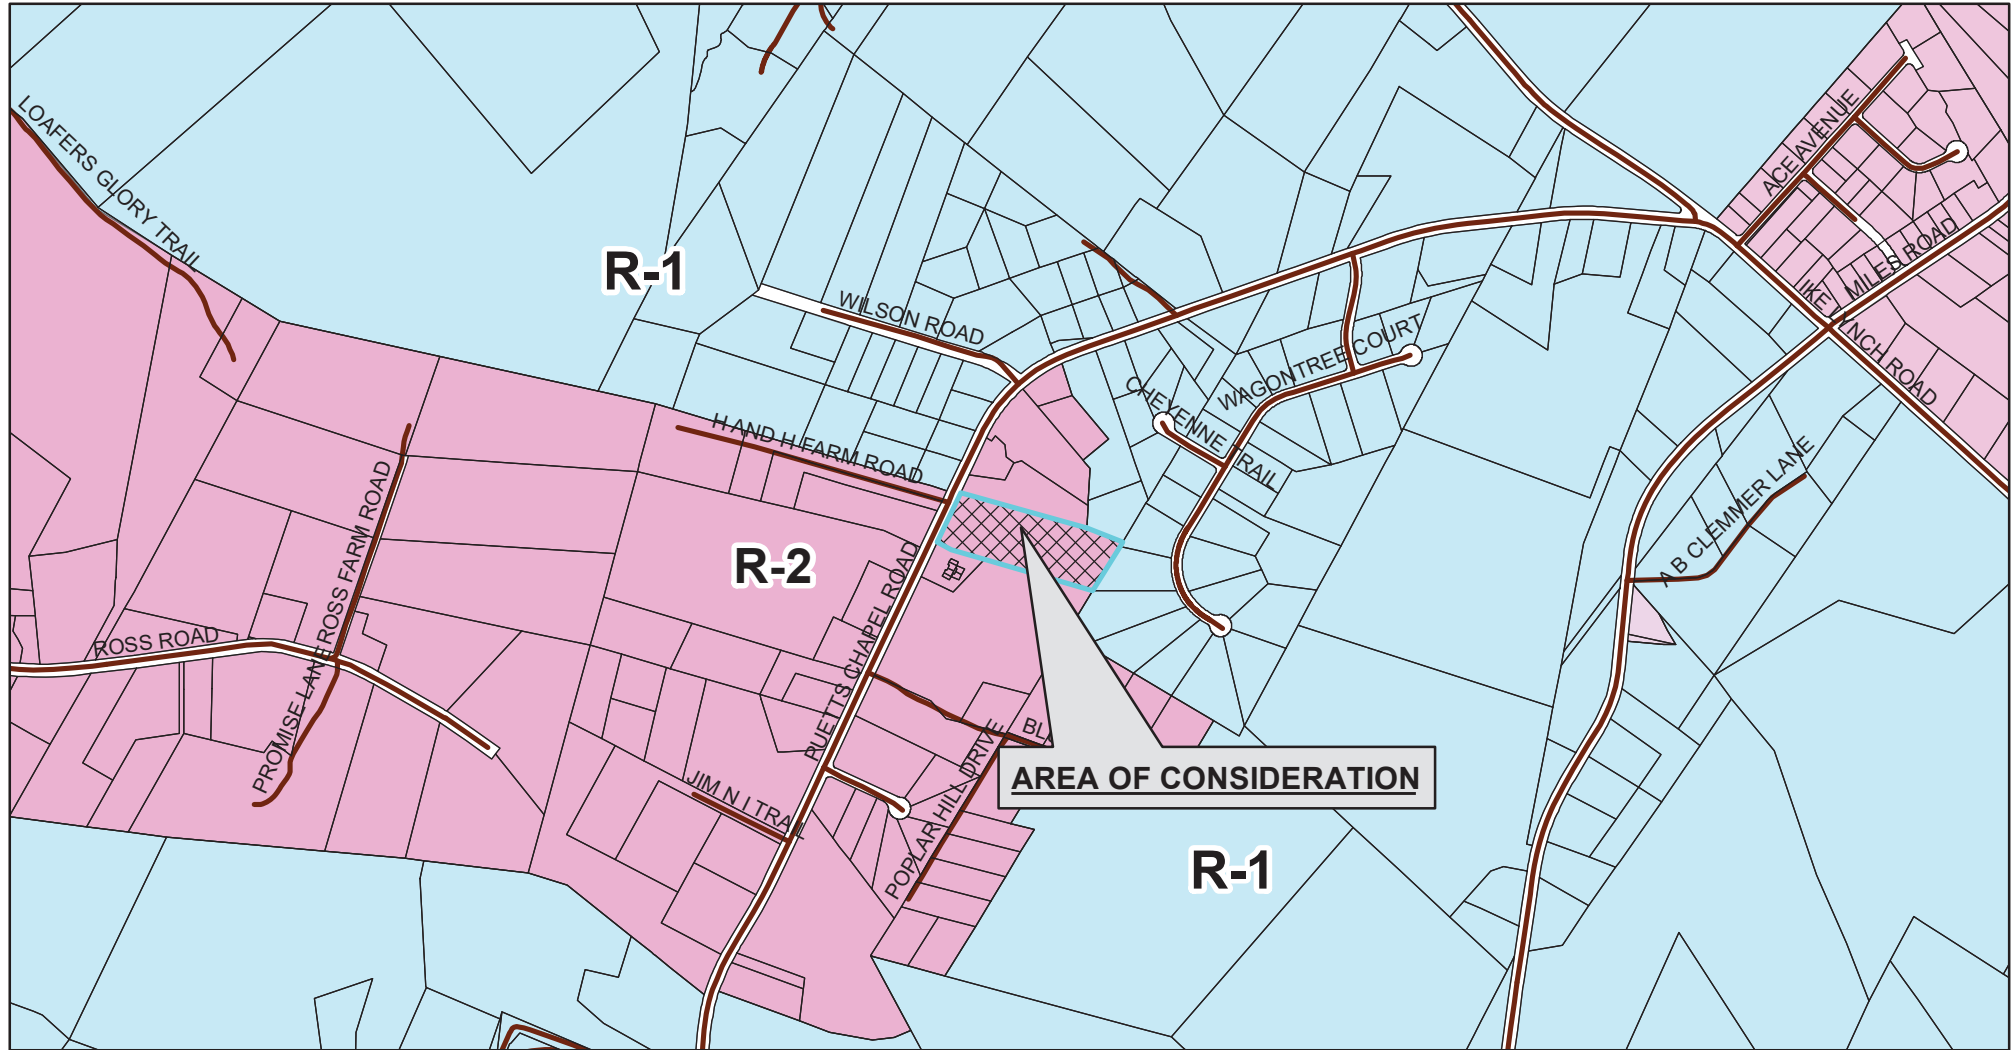 ACE AVENUE
LOAFERS GLORY TRAIL
R-1
MILES ROAD
IKE LYNCH ROAD
WILSON ROAD
WAGONTREE COURT
CHEYENNE TRAIL
H AND H FARM ROAD
A B CLEMMER LANE
R-2
ROSS FARM ROAD
ROSS ROAD
PUETTS CHAPEL ROAD
PROMISE LANE
BL
POPLAR HILL DRIVE
AREA OF CONSIDERATION
JIM N I TRAIL
R-1